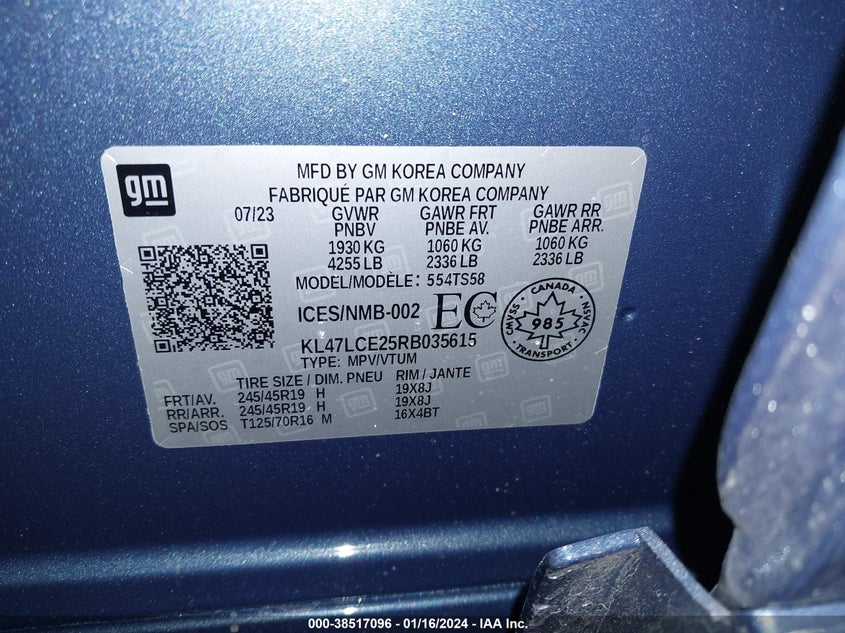 gm
MFD BY GM KOREA COMPANY
FABRIQUÉ PAR GM KOREA COMPANY
07/23 GVWR GAWR FRT GAWR RR
PNBV PNBE AV. PNBE ARR.
1930 KG 1060 KG 1060 KG
4255 LB 2336 LB 2336 LB
MODEL/MODÈLE: 554TS58
ICES/NMB-002 EC
CANADA
CMVSS 985 NSVAC
TRANSPORT
KL47LCE25RB035615
TYPE: MPV/VTUM
TIRE SIZE / DIM. PNEU RIM / JANTE
FRT/AV. 245/45R19 H 19X8J
RR/ARR. 245/45R19 H 19X8J
SPA/SOS T125/70R16 M 16X4BT
000-38517096 - 01/16/2024 - IAA Inc.